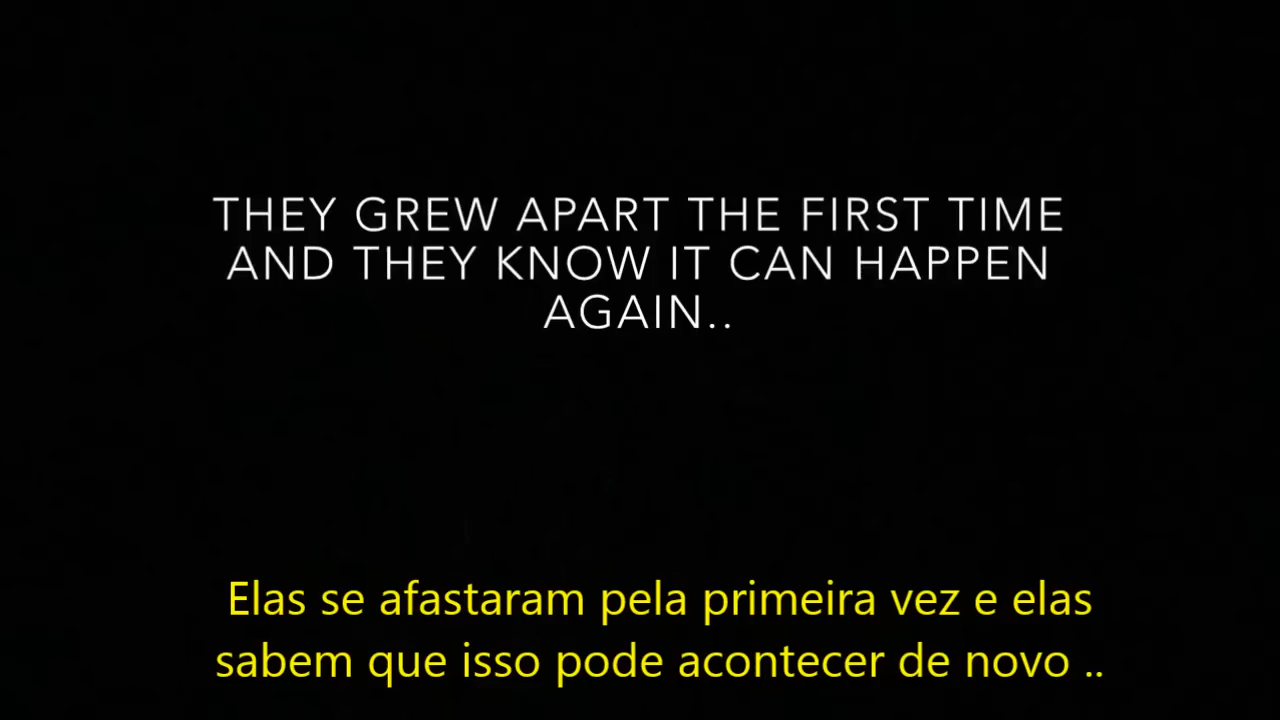 THEY GREW APART THE FIRST TIME
AND THEY KNOW IT CAN HAPPEN
AGAIN..
Elas se afastaram pela primeira vez e elas
sabem que isso pode acontecer de novo ..